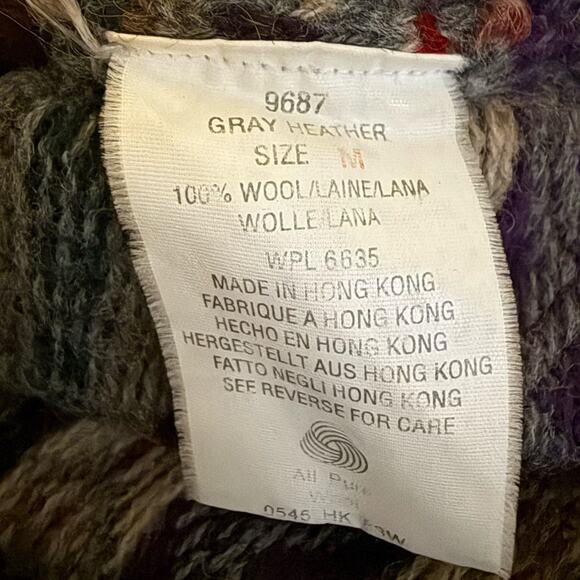 9687
GRAY HEATHER
SIZE M
100% WOOL/LAINE/LANA
WOLLE/LANA
WPL 6635
MADE IN HONG KONG
FABRIQUE A HONG KONG
HECHO EN HONG KONG
HERGESTELLT AUS HONG KONG
FATTO NEGLI HONG KONG
SEE REVERSE FOR CARE
All Pure
Wool
0546 HK